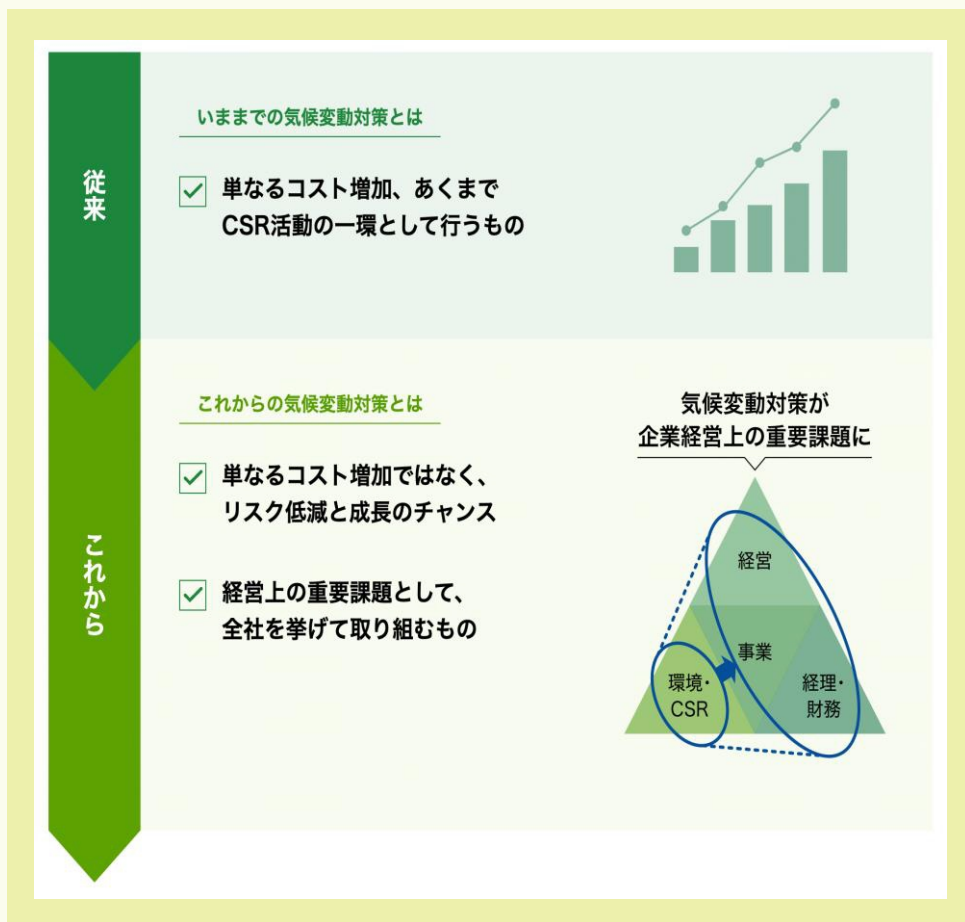 従来
いままでの気候変動対策とは
単なるコスト増加、あくまで
CSR活動の一環として行うもの
これから
これからの気候変動対策とは
単なるコスト増加ではなく、
リスク低減と成長のチャンス
経営上の重要課題として、
全社を挙げて取り組むもの
気候変動対策が
企業経営上の重要課題に
経営
事業
環境・
CSR
経理・
財務